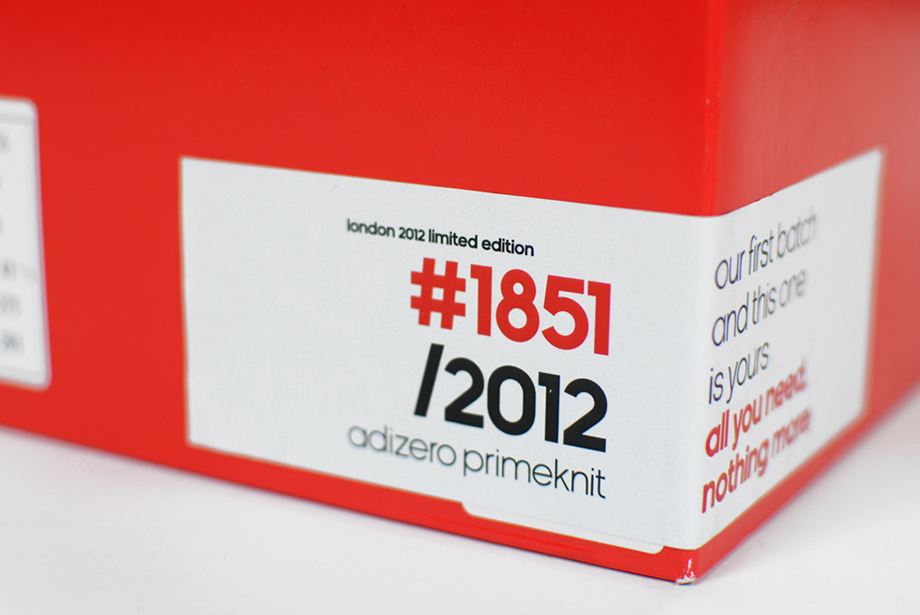 london 2012 limited edition
#1851
/2012
adizero primeknit
our first batch
and this one
is yours
all you need,
nothing more